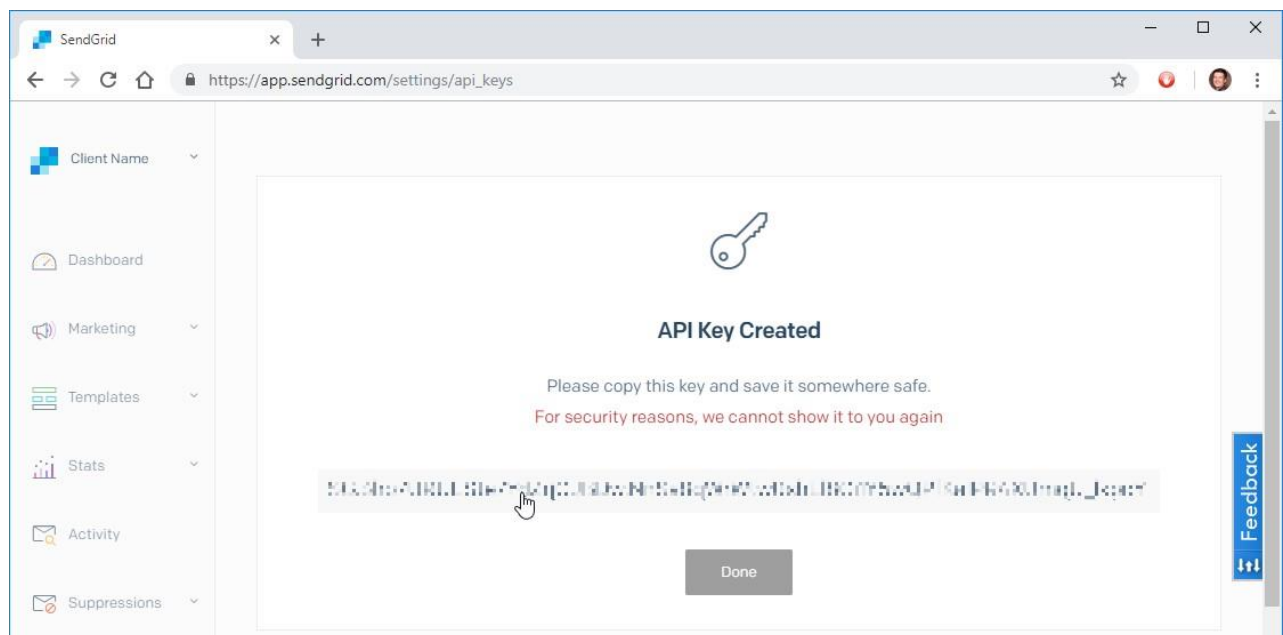 SendGrid
https://app.sendgrid.com/settings/api_keys
Client Name
Dashboard
Marketing
Templates
Stats
Activity
Suppressions
API Key Created
Please copy this key and save it somewhere safe.
For security reasons, we cannot show it to you again
Done
Feedback